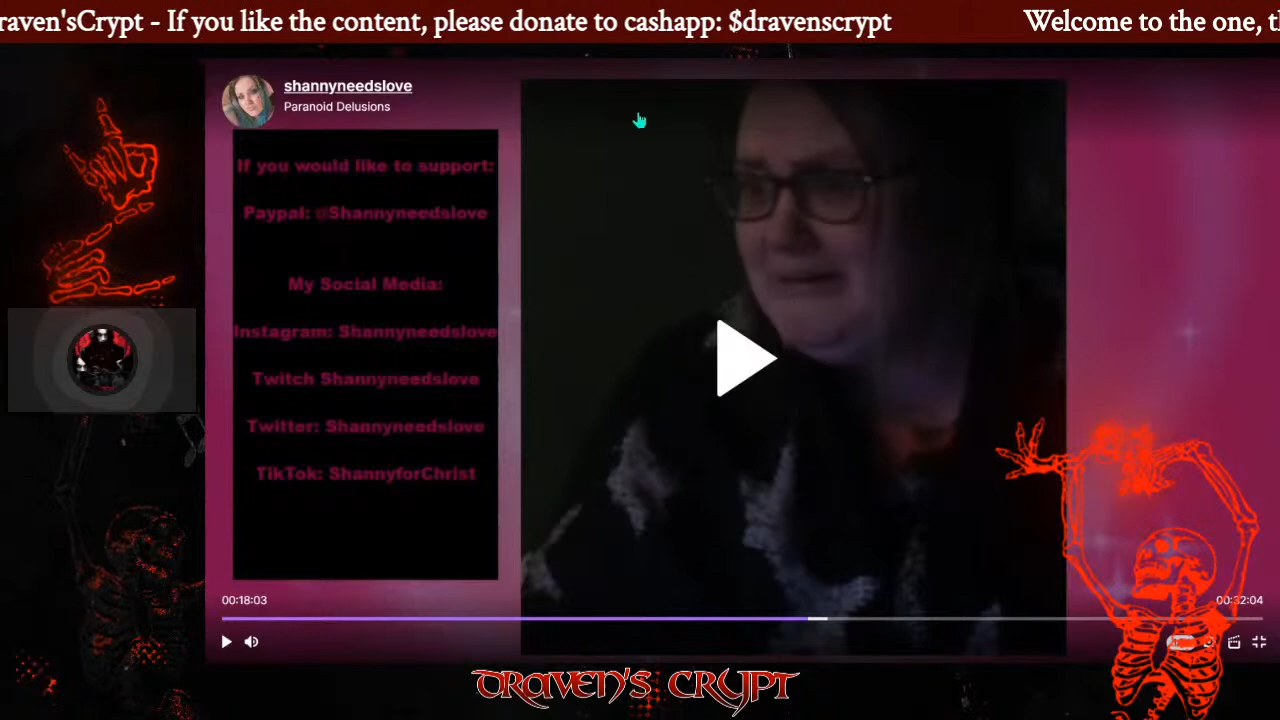 raven'sCrypt - If you like the content, please donate to cashapp: $dravenscrypt Welcome to the one, th
shannyneedslove
Paranoid Delusions
If you would like to support:
Paypal: @Shannyneedslove
My Social Media:
Instagram: Shannyneedslove
Twitch Shannyneedslove
Twitter: Shannyneedslove
TikTok: ShannyforChrist
00:18:03
00:32:04
DRAVEN'S CRYPT